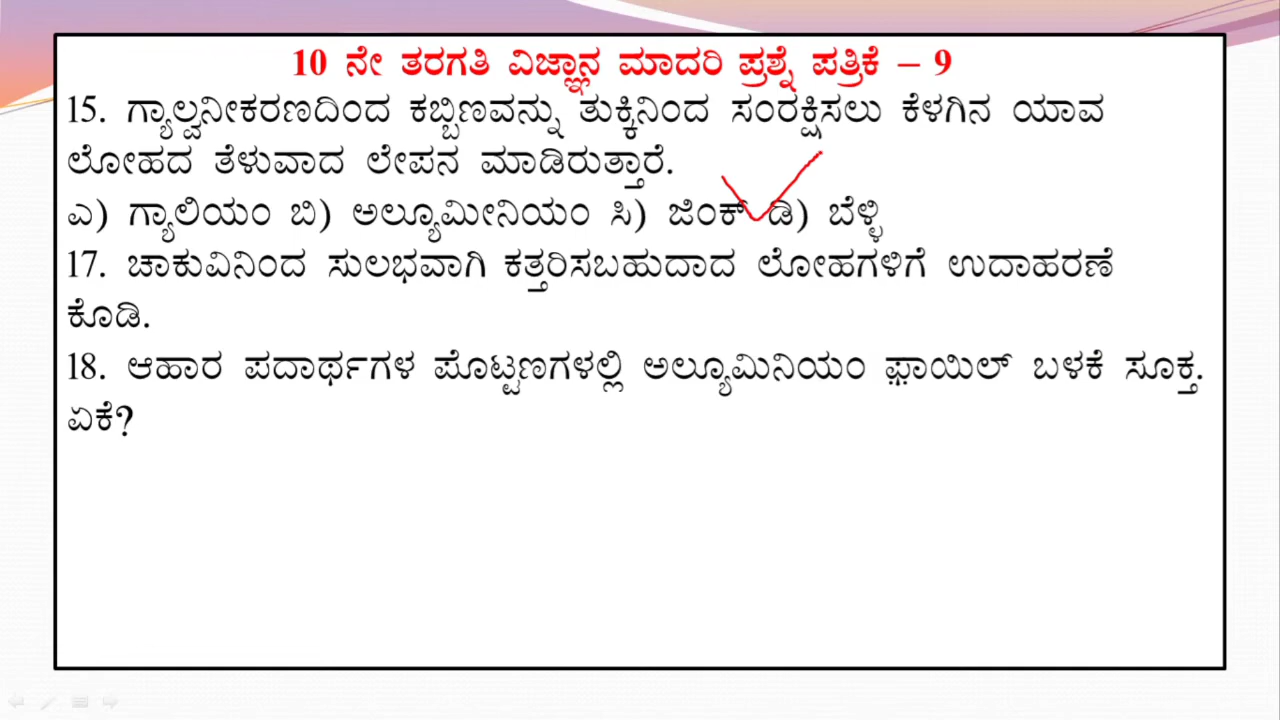 10 ನೇ ತರಗತಿ ವಿಜ್ಞಾನ ಮಾದರಿ ಪ್ರಶ್ನೆ ಪತ್ರಿಕೆ – 9
15. ಗ್ಯಾಲ್ವನೀಕರಣದಿಂದ ಕಬ್ಬಿಣವನ್ನು ತುಕ್ಕಿನಿಂದ ಸಂರಕ್ಷಿಸಲು ಕೆಳಗಿನ ಯಾವ
ಲೋಹದ ತೆಳುವಾದ ಲೇಪನ ಮಾಡಿರುತ್ತಾರೆ.
ಎ) ಗ್ಯಾಲಿಯಂ ಬಿ) ಅಲ್ಯೂಮೀನಿಯಂ ಸಿ) ಜಿಂಕ್ ಡಿ) ಬೆಳ್ಳಿ
17. ಚಾಕುವಿನಿಂದ ಸುಲಭವಾಗಿ ಕತ್ತರಿಸಬಹುದಾದ ಲೋಹಗಳಿಗೆ ಉದಾಹರಣೆ
ಕೊಡಿ.
18. ಆಹಾರ ಪದಾರ್ಥಗಳ ಪೊಟ್ಟಣಗಳಲ್ಲಿ ಅಲ್ಯೂಮಿನಿಯಂ ಫಾಯಿಲ್ ಬಳಕೆ ಸೂಕ್ತ.
ಏಕೆ?